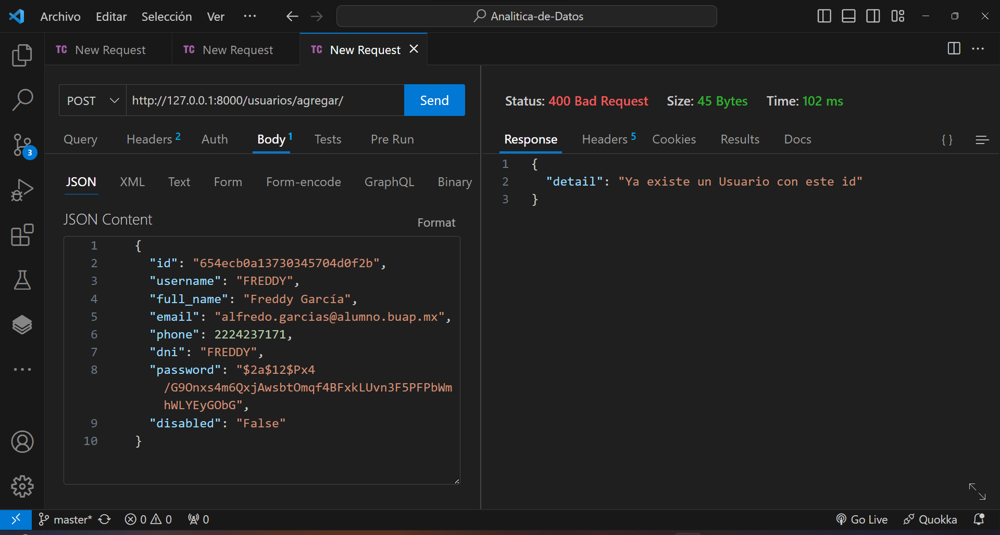 Archivo Editar Selección Ver ··· Analitica-de-Datos
TC New Request TC New Request TC New Request
POST http://127.0.0.1:8000/usuarios/agregar/ Send
Status: 400 Bad Request Size: 45 Bytes Time: 102 ms
Query Headers 2 Auth Body 1 Tests Pre Run
Response Headers 5 Cookies Results Docs { }
JSON XML Text Form Form-encode GraphQL Binary
JSON Content Format
1 {
2 "id": "654ecb0a13730345704d0f2b",
3 "username": "FREDDY",
4 "full_name": "Freddy García",
5 "email": "alfredo.garcias@alumno.buap.mx",
6 "phone": 2224237171,
7 "dni": "FREDDY",
8 "password": "$2a$12$Px4
/G9Onxs4m6QxjAwsbtOmqf4BFxkLUvn3F5PFPbWm
hWLYEyGObG",
9 "disabled": "False"
10 }
1 {
2 "detail": "Ya existe un Usuario con este id"
3 }
3
master* 0 0 0 Go Live Quokka